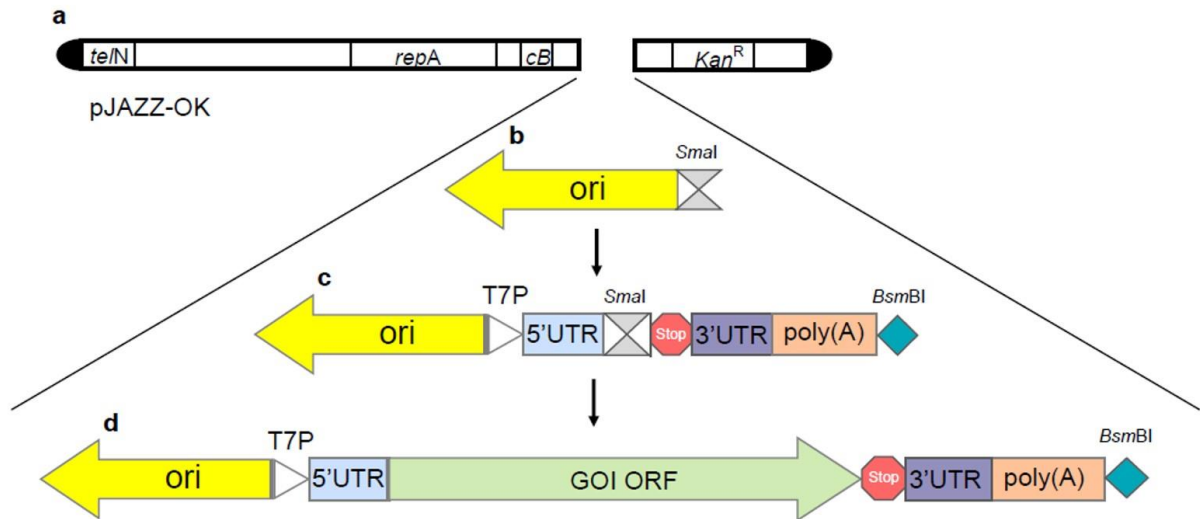 a
telN repA cB KanR
pJAZZ-OK
b
SmaI
ori
c
T7P SmaI BsmBI
ori 5'UTR Stop 3'UTR poly(A)
d
T7P BsmBI
ori 5'UTR GOI ORF Stop 3'UTR poly(A)